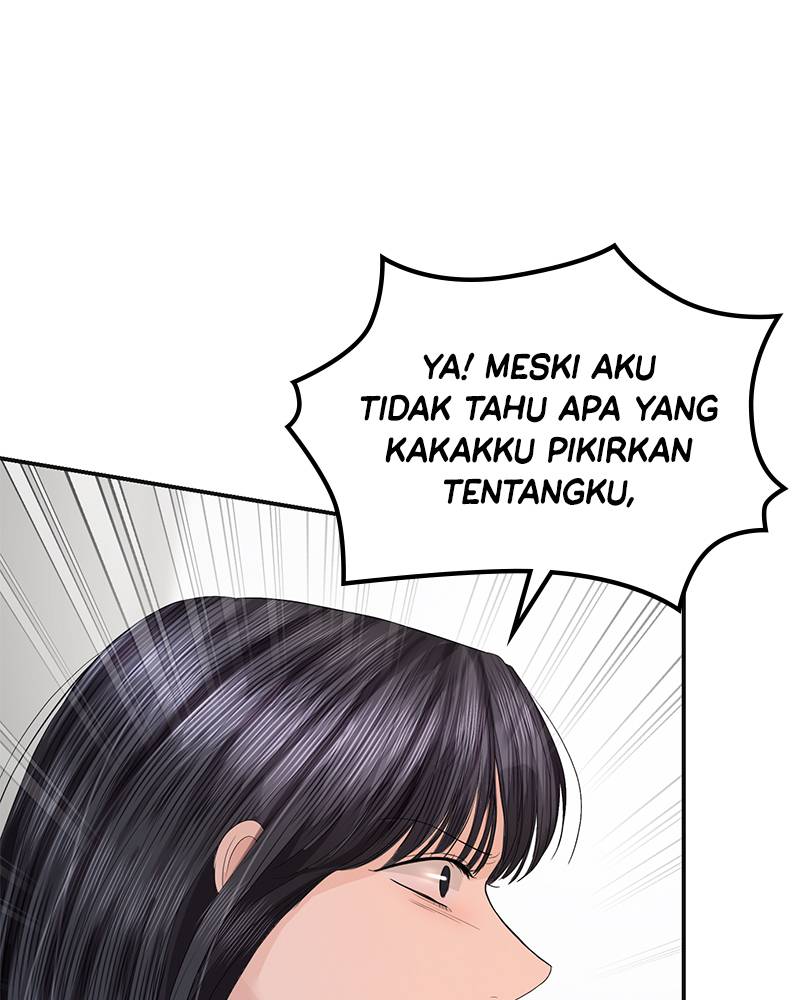 YA! MESKI AKU
TIDAK TAHU APA YANG
KAKAKKU PIKIRKAN
TENTANGKU,